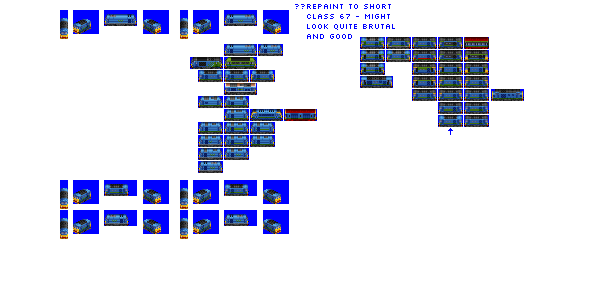 ??REPAINT TO SHORT
CLASS 67 - MIGHT
LOOK QUITE BRUTAL
AND GOOD